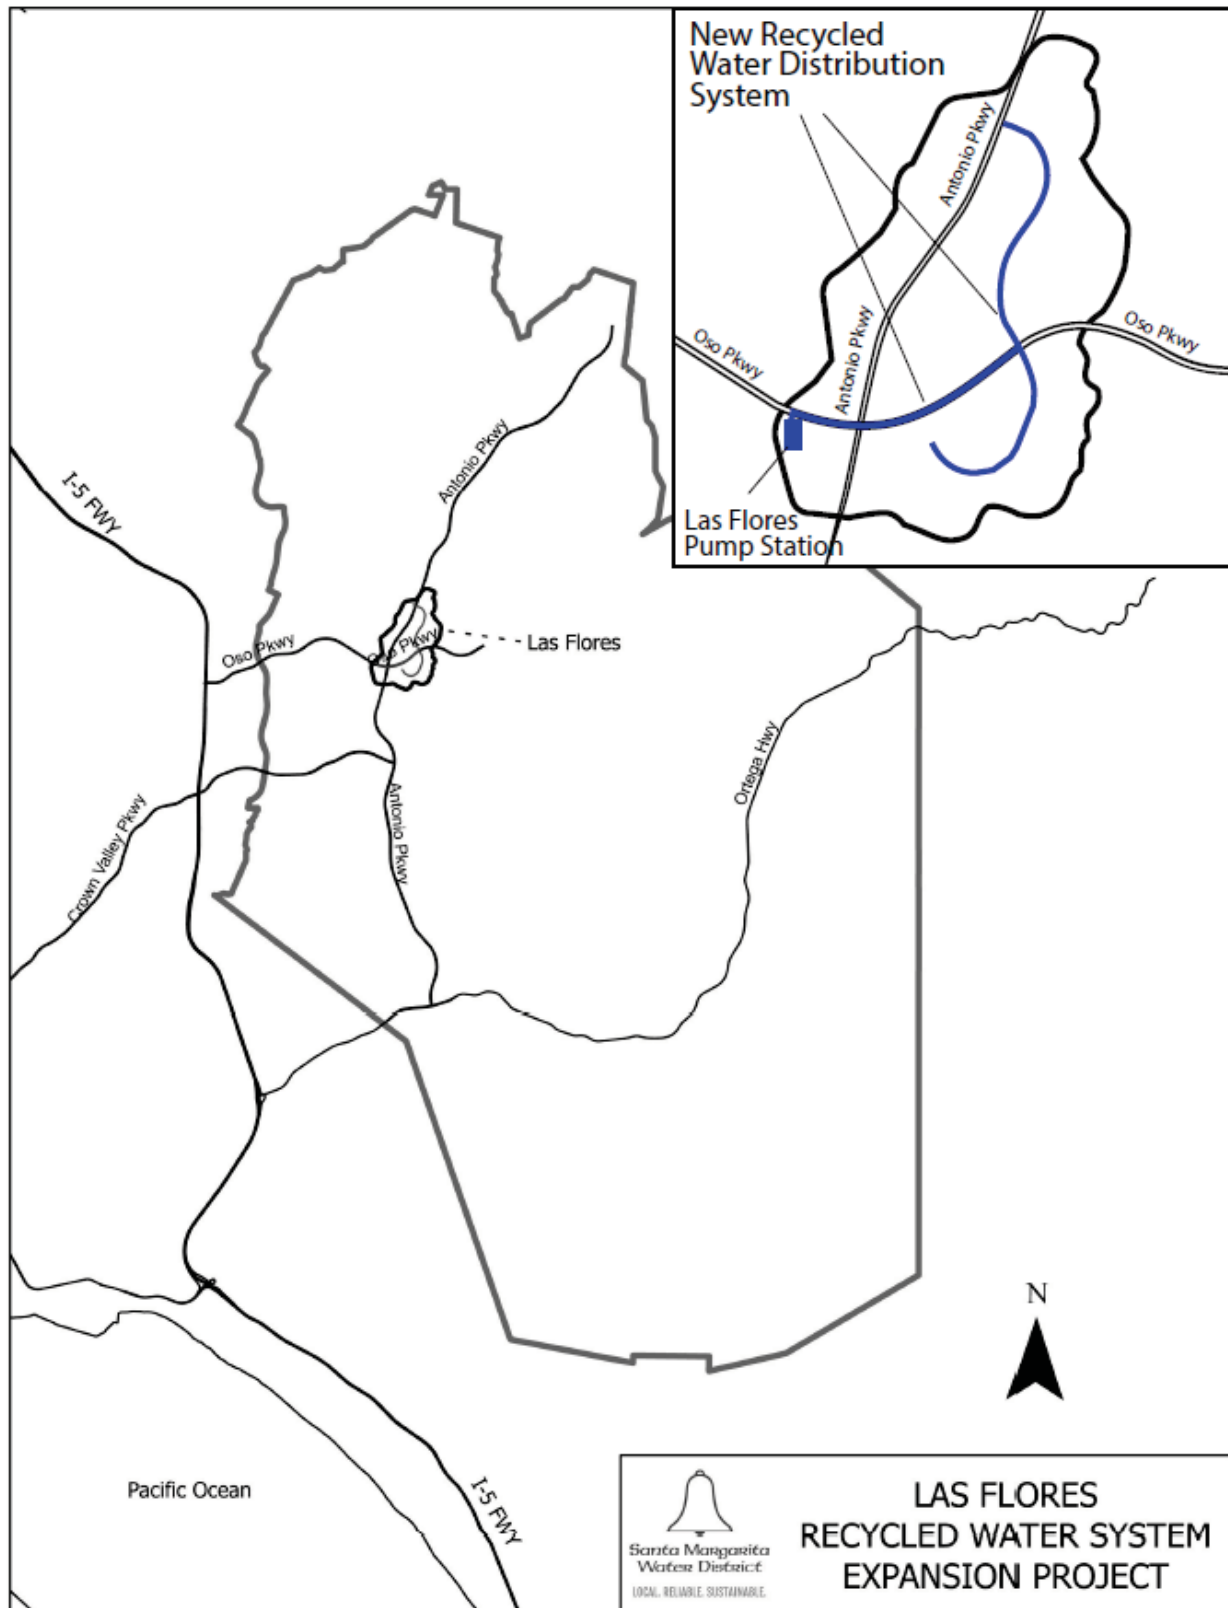 New Recycled
Water Distribution
System
Antonio Pkwy
Antonio Pkwy
Oso Pkwy
Oso Pkwy
Las Flores
Pump Station
Antonio Pkwy
I-5 FWY
Oso Pkwy
Oso Pkwy
Las Flores
Ortega Hwy
Antonio Pkwy
Crown Valley Pkwy
N
Pacific Ocean
I-5 FWY
Santa Margarita
Water District
LOCAL. RELIABLE. SUSTAINABLE.
LAS FLORES
RECYCLED WATER SYSTEM
EXPANSION PROJECT